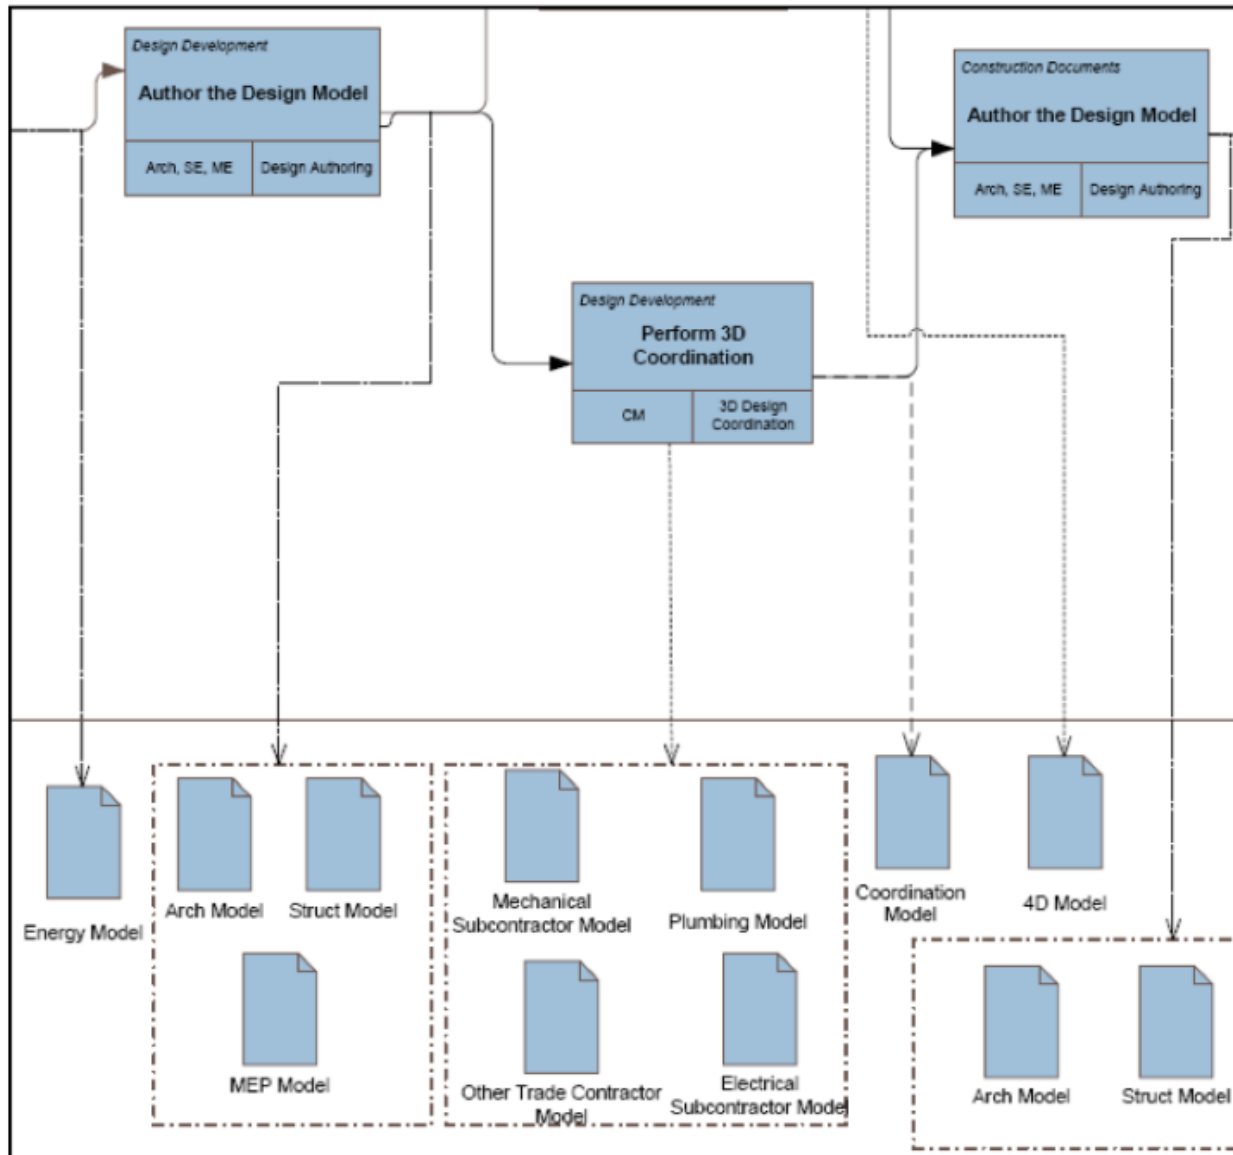 Design Development
Author the Design Model
Arch, SE, ME
Design Authoring
Construction Documents
Author the Design Model
Arch, SE, ME
Design Authoring
Design Development
Perform 3D
Coordination
CM
3D Design
Coordination
Energy Model
Arch Model
Struct Model
MEP Model
Mechanical
Subcontractor Model
Plumbing Model
Other Trade Contractor
Model
Electrical
Subcontractor Model
Coordination
Model
4D Model
Arch Model
Struct Model